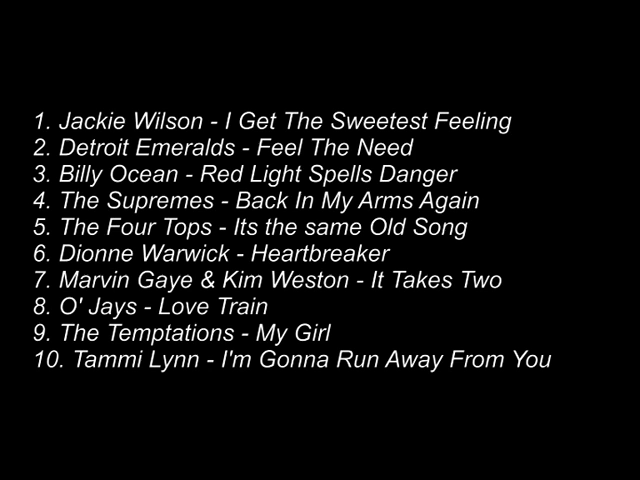 1. Jackie Wilson - I Get The Sweetest Feeling
2. Detroit Emeralds - Feel The Need
3. Billy Ocean - Red Light Spells Danger
4. The Supremes - Back In My Arms Again
5. The Four Tops - Its the same Old Song
6. Dionne Warwick - Heartbreaker
7. Marvin Gaye & Kim Weston - It Takes Two
8. O' Jays - Love Train
9. The Temptations - My Girl
10. Tammi Lynn - I'm Gonna Run Away From You